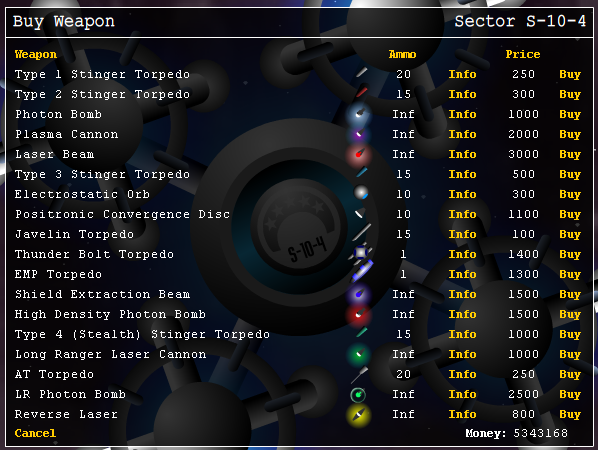 Buy Weapon Sector S-10-4
Weapon Ammo Price
Type 1 Stinger Torpedo 20 Info 250 Buy
Type 2 Stinger Torpedo 15 Info 300 Buy
Photon Bomb Inf Info 1000 Buy
Plasma Cannon Inf Info 2000 Buy
Laser Beam Inf Info 3000 Buy
Type 3 Stinger Torpedo 15 Info 500 Buy
Electrostatic Orb 10 Info 300 Buy
Positronic Convergence Disc 10 Info 1100 Buy
Javelin Torpedo 15 Info 100 Buy
Thunder Bolt Torpedo 1 Info 1400 Buy
S-10-4
EMP Torpedo 1 Info 1300 Buy
Shield Extraction Beam Inf Info 1500 Buy
High Density Photon Bomb Inf Info 1500 Buy
Type 4 (Stealth) Stinger Torpedo 15 Info 1000 Buy
Long Ranger Laser Cannon Inf Info 1000 Buy
AT Torpedo 20 Info 250 Buy
LR Photon Bomb Inf Info 2500 Buy
Reverse Laser Inf Info 800 Buy
Cancel Money: 5343168